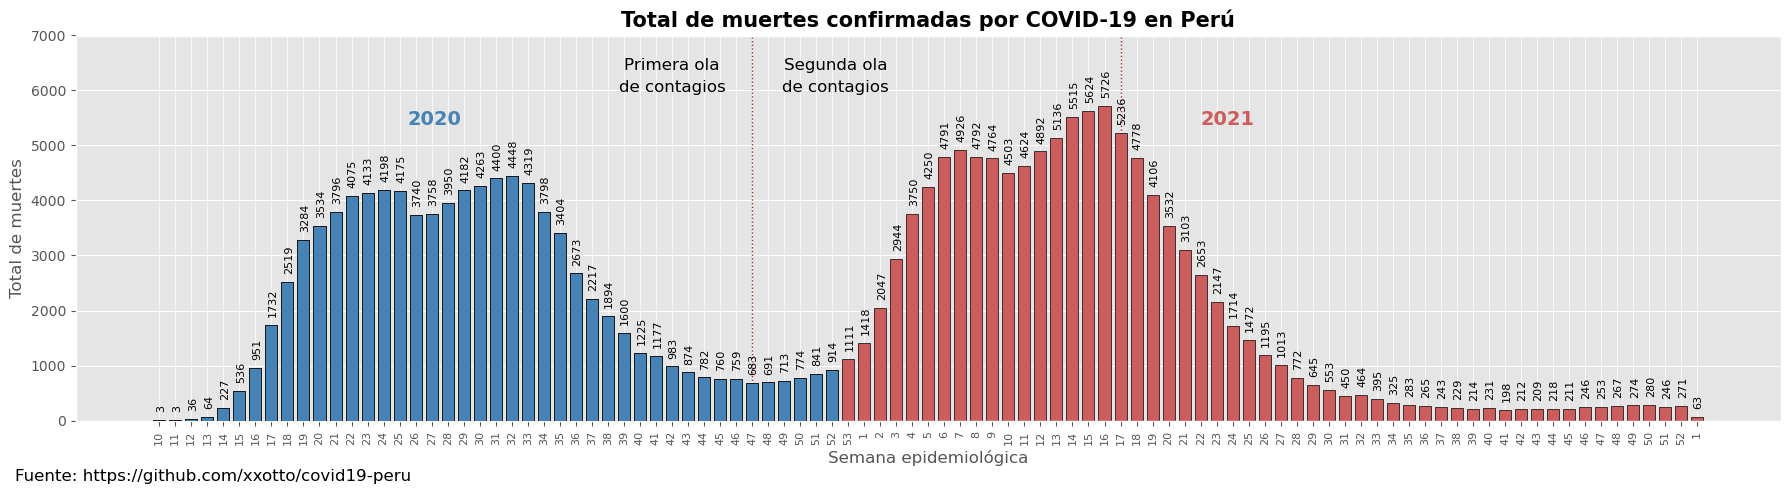 Total de muertes confirmadas por COVID-19 en Perú
7000
6000
5000
4000
3000
2000
1000
0
Total de muertes
Primera ola
de contagios
Segunda ola
de contagios
2020
2021
3 3 36 64 227 536 951 1732 2519 3284 3534 3796 4075 4133 4198 4175 3740 3758 3950 4182 4263 4400 4448 4319 3798 3404 2673 2217 1894 1600 1225 1177 983 874 782 760 759 683 691 713 774 841 914 1111 1418 2047 2944 3750 4250 4791 4926 4792 4764 4503 4624 4892 5136 5515 5624 5726 5236 4778 4106 3532 3103 2653 2147 1714 1472 1195 1013 772 645 553 450 464 395 325 283 265 243 229 214 231 198 212 209 218 211 246 253 267 274 280 246 271 63
10 11 12 13 14 15 16 17 18 19 20 21 22 23 24 25 26 27 28 29 30 31 32 33 34 35 36 37 38 39 40 41 42 43 44 45 46 47 48 49 50 51 52 53 1 2 3 4 5 6 7 8 9 10 11 12 13 14 15 16 17 18 19 20 21 22 23 24 25 26 27 28 29 30 31 32 33 34 35 36 37 38 39 40 41 42 43 44 45 46 47 48 49 50 51 52 1
Semana epidemiológica
Fuente: https://github.com/xxotto/covid19-peru